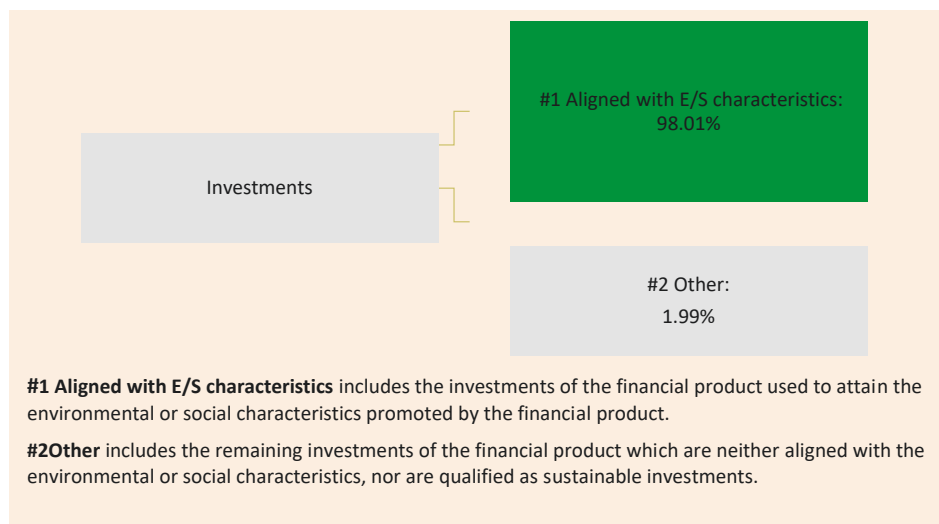 #1 Aligned with E/S characteristics:
98.01%
Investments
#2 Other:
1.99%
#1 Aligned with E/S characteristics includes the investments of the financial product used to attain the
environmental or social characteristics promoted by the financial product.
#2Other includes the remaining investments of the financial product which are neither aligned with the
environmental or social characteristics, nor are qualified as sustainable investments.